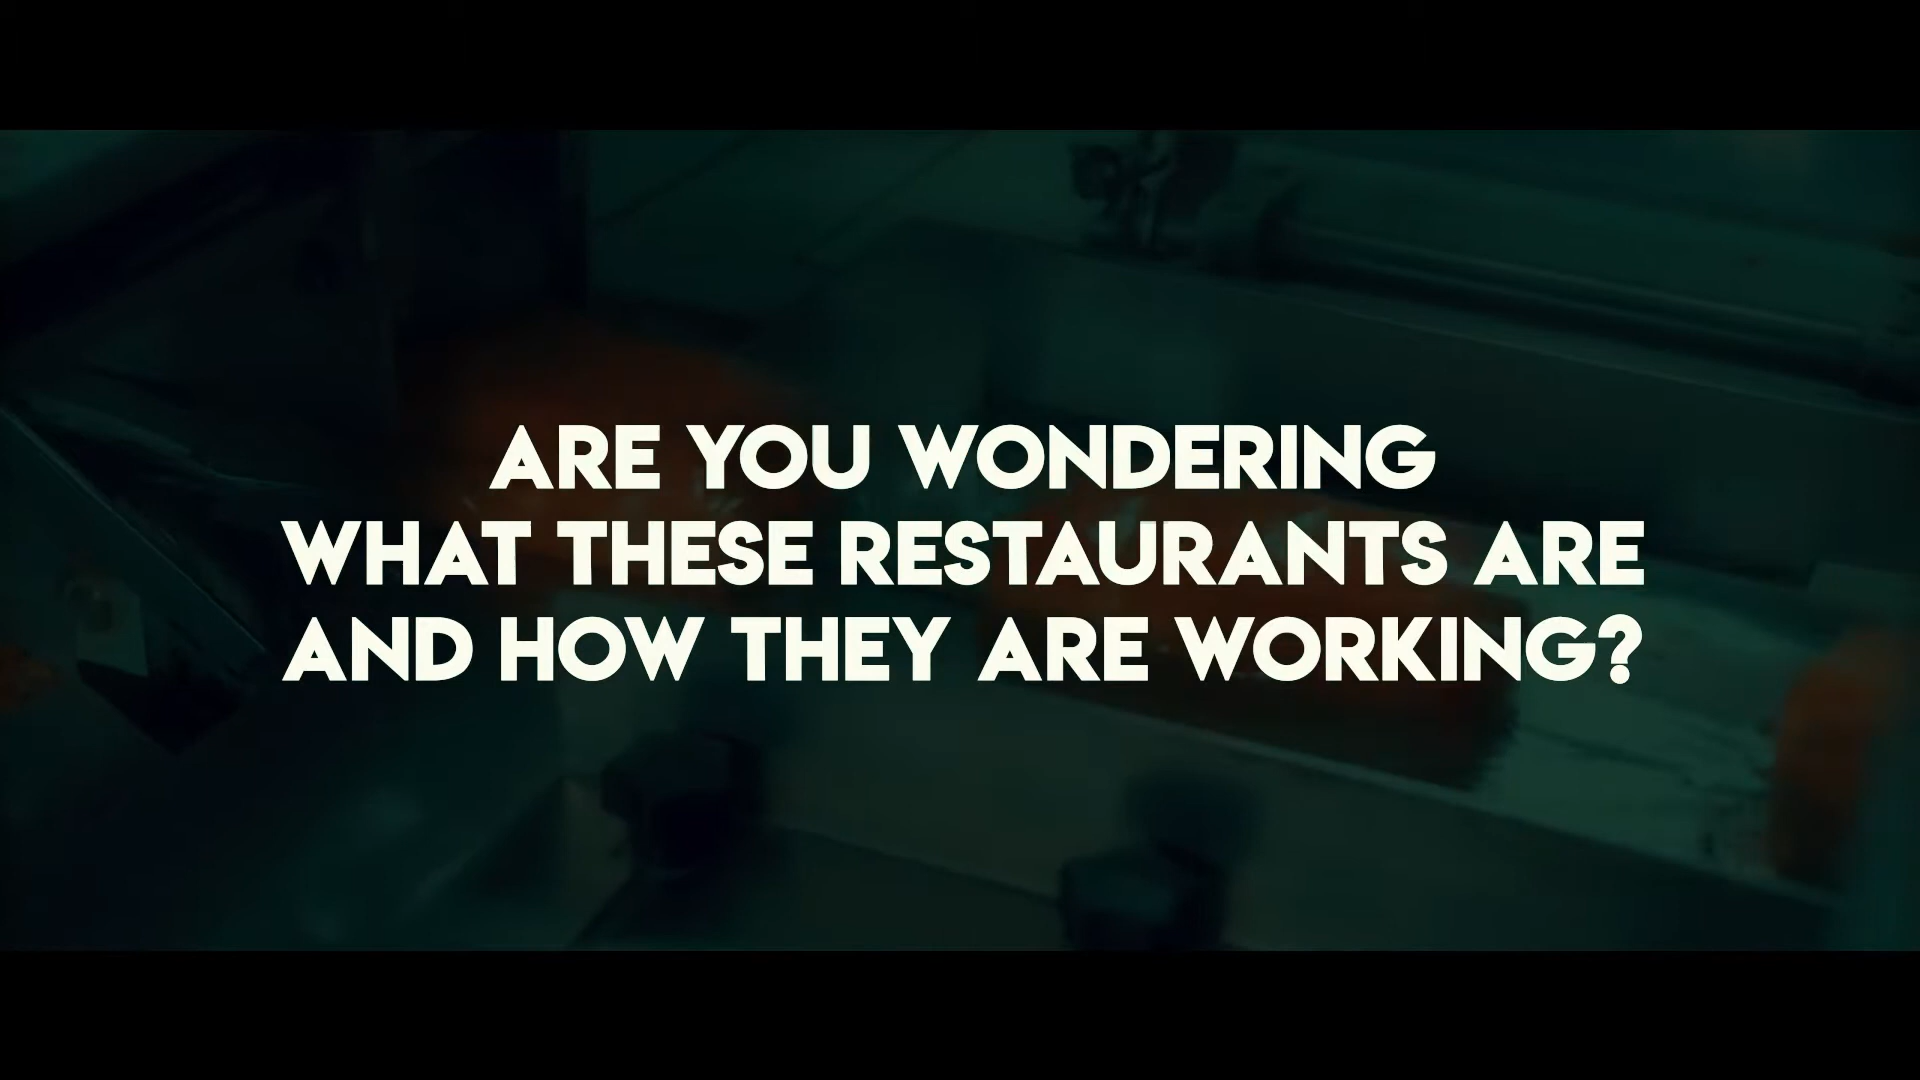 ARE YOU WONDERING
WHAT THESE RESTAURANTS ARE
AND HOW THEY ARE WORKING?